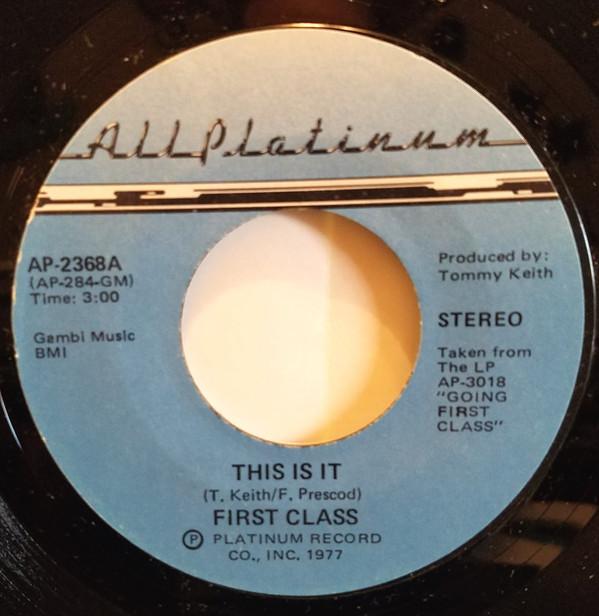 AllPlatinum
AP-2368A
(AP-284-GM)
Time: 3:00
Gambi Music
BMI
Produced by:
Tommy Keith
STEREO
Taken from
The LP
AP-3018
"GOING
FIRST
CLASS"
THIS IS IT
(T. Keith/F. Prescod)
FIRST CLASS
Ⓟ PLATINUM RECORD
CO., INC. 1977